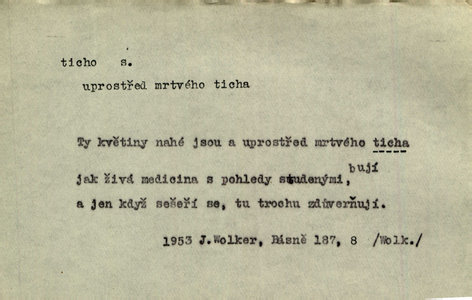 ticho s.
uprostřed mrtvého ticha
Ty květiny nahé jsou a uprostřed mrtvého ticha
bují
jak živá medicina s pohledy studenými,
a jen když sešeří se, tu trochu zdůvěrňují.
1953 J.Wolker, Básně 187, 8 /Wolk./